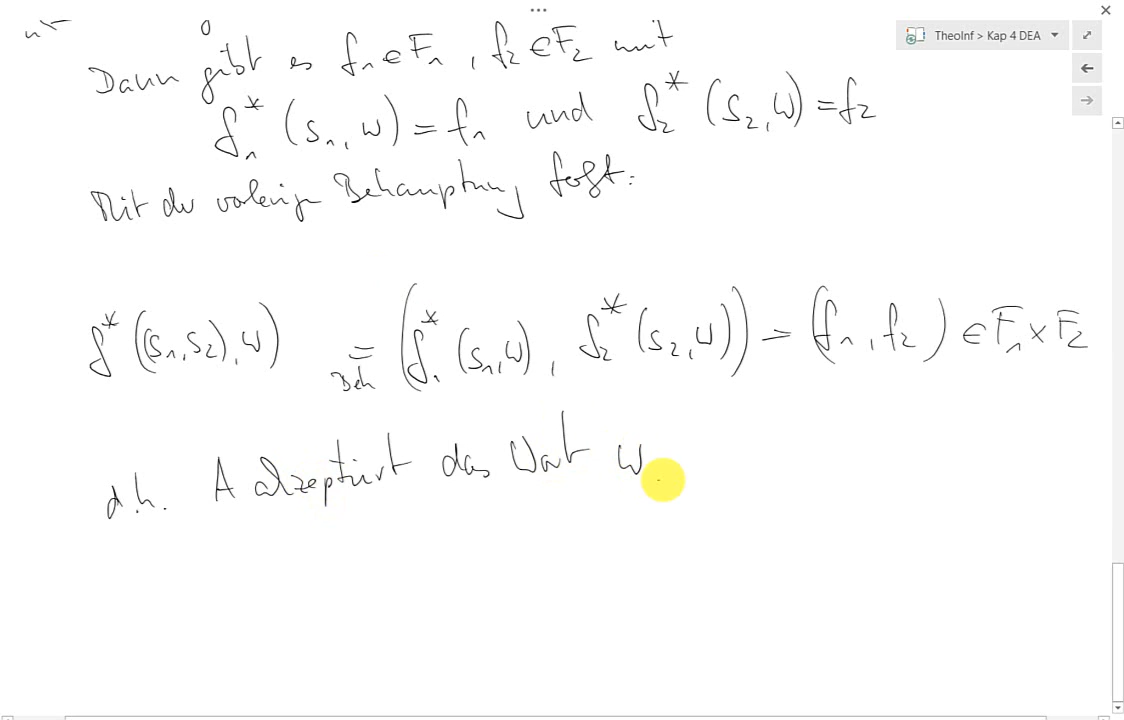 TheoInf > Kap 4 DEA
Dann gibt es f₁ ∈ F₁, f₂ ∈ F₂ mit
δ₁* (s₁, w) = f₁ und δ₂* (s₂, w) = f₂
Mit der vorherigen Behauptung folgt:
δ* ((s₁, s₂), w) = (δ₁* (s₁, w), δ₂* (s₂, w)) = (f₁, f₂) ∈ F₁ × F₂
Beh
d.h. A akzeptiert das Wort w.